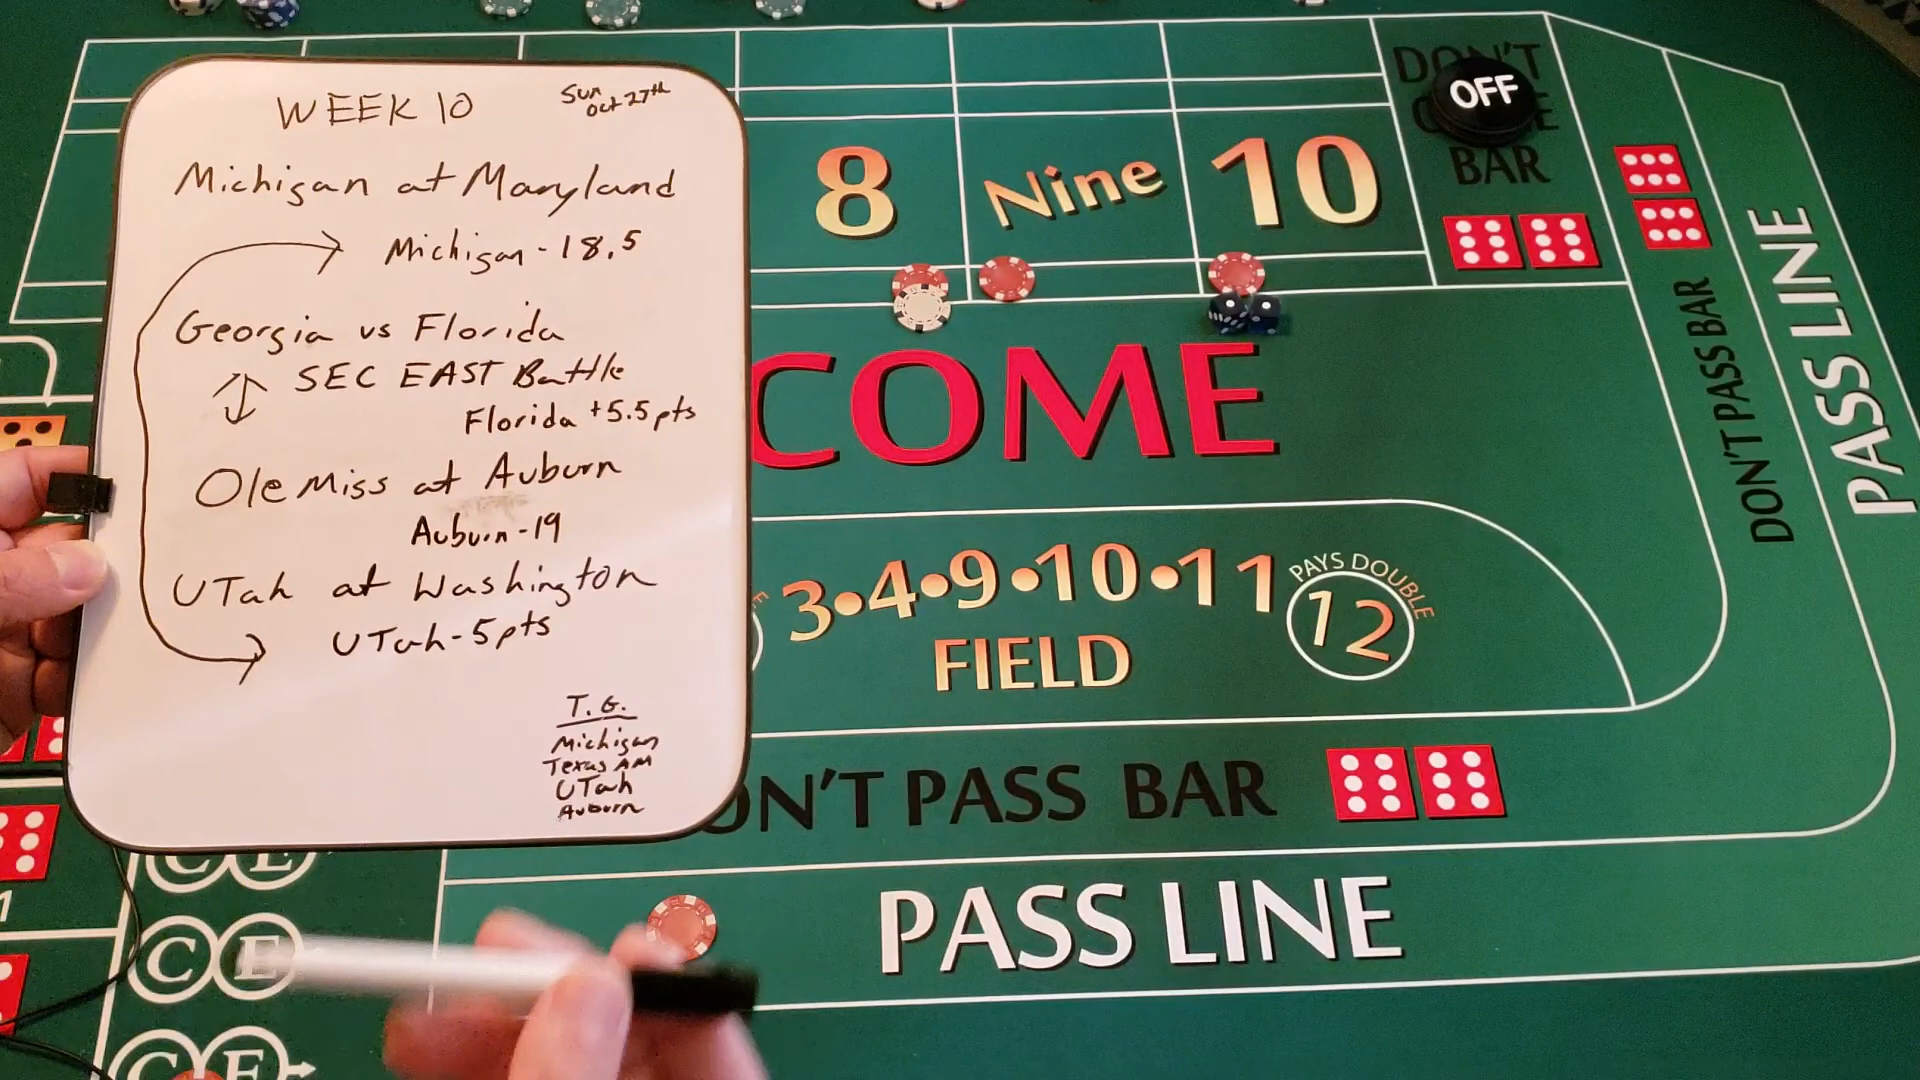 WEEK 10
Sun
Oct 27th
Michigan at Maryland
Michigan - 18.5
Georgia vs Florida
SEC EAST Battle
Florida +5.5pts
Ole Miss at Auburn
Auburn - 19
UTah at Washington
UTah - 5pts
T. G.
Michigan
Texas AM
UTah
Auburn
8
Nine
10
DON'T
COME
BAR
OFF
COME
3•4•9•10•11
PAYS DOUBLE
12
FIELD
DON'T PASS BAR
PASS LINE
DON'T PASS BAR
PASS LINE
C E
C E
C E